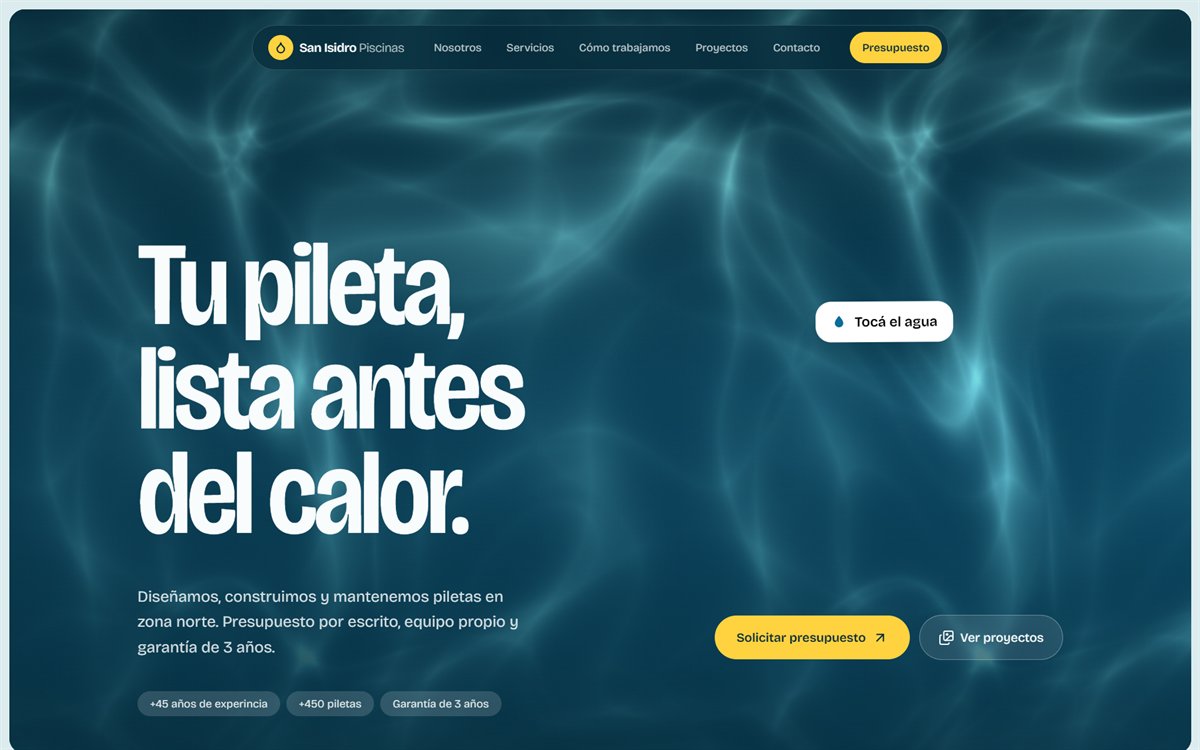 San Isidro Piscinas
Nosotros
Servicios
Cómo trabajamos
Proyectos
Contacto
Presupuesto
Tu pileta,
lista antes
del calor.
Tocá el agua
Diseñamos, construimos y mantenemos piletas en
zona norte. Presupuesto por escrito, equipo propio y
garantía de 3 años.
Solicitar presupuesto
Ver proyectos
+45 años de experincia
+450 piletas
Garantía de 3 años